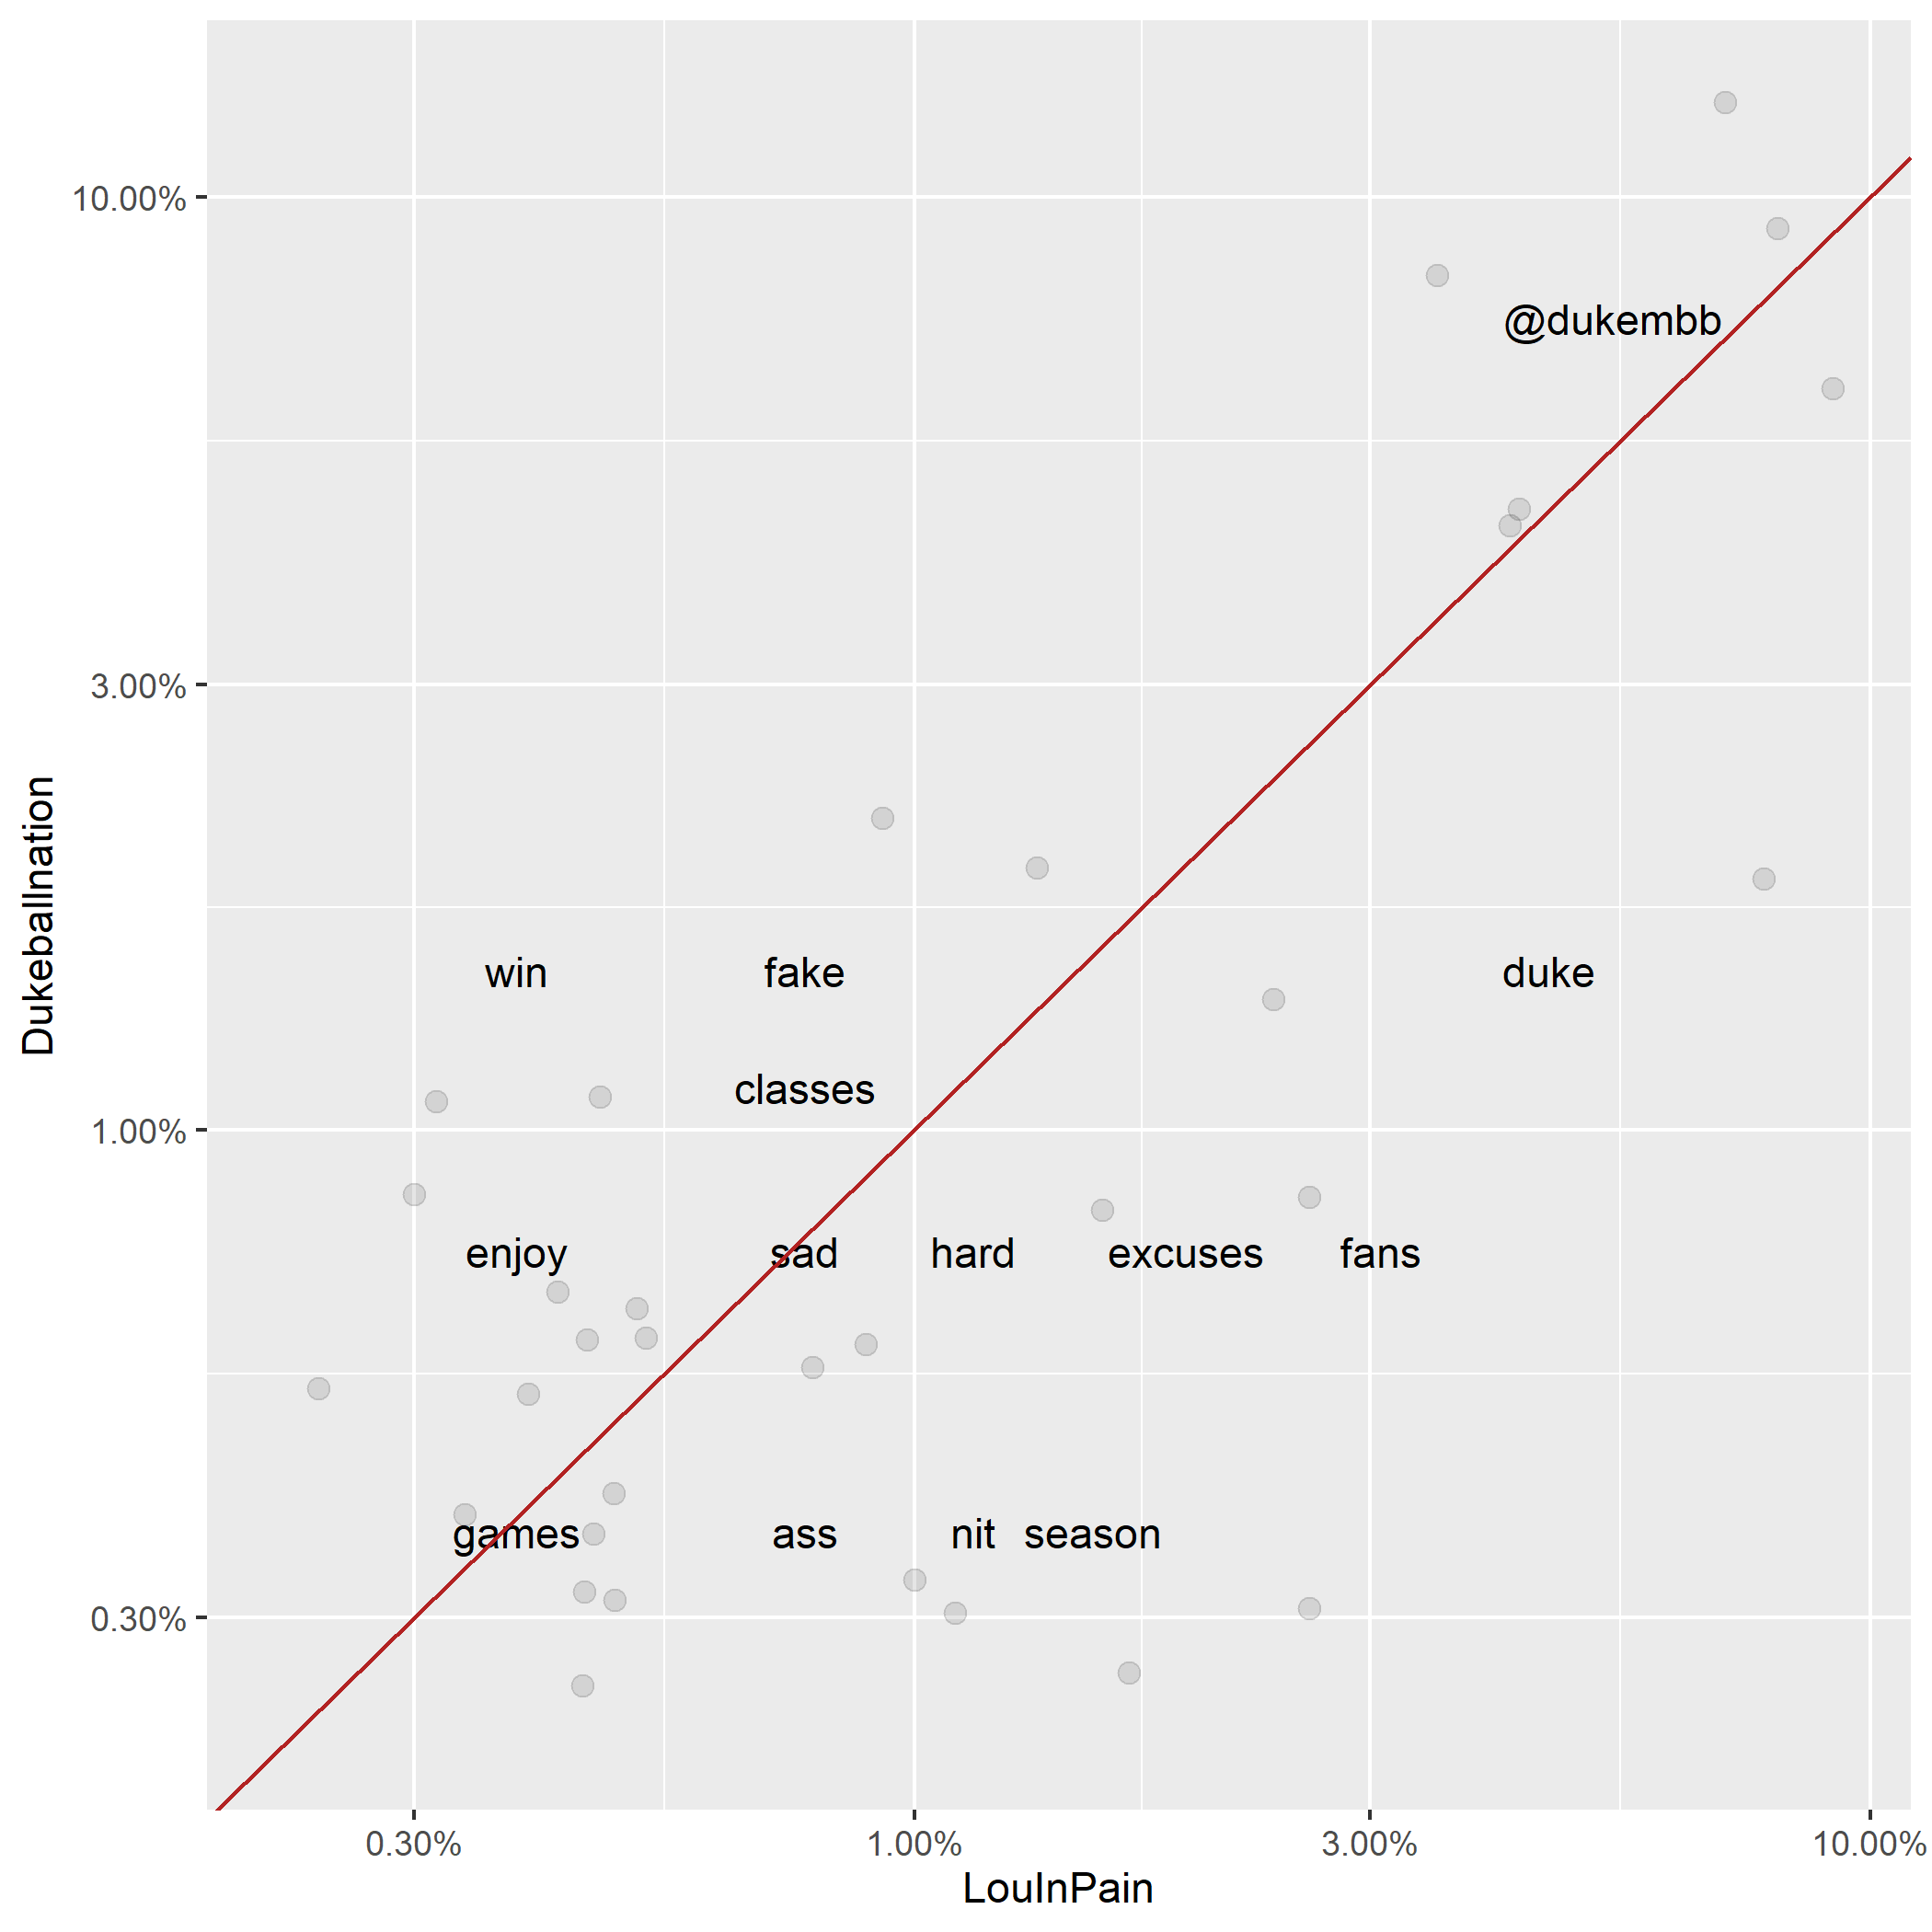 10.00%
@dukembb
3.00%
win fake duke
classes
1.00%
enjoy sad hard excuses fans
games ass nit season
0.30%
0.30% 1.00% 3.00% 10.00%
LouInPain
Dukeballnation